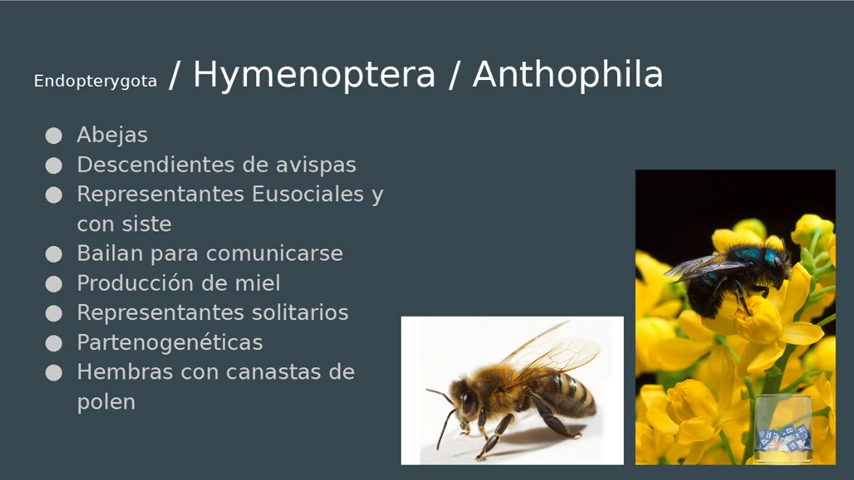 Endopterygota / Hymenoptera / Anthophila
Abejas
Descendientes de avispas
Representantes Eusociales y
con siste
Bailan para comunicarse
Producción de miel
Representantes solitarios
Partenogenéticas
Hembras con canastas de
polen